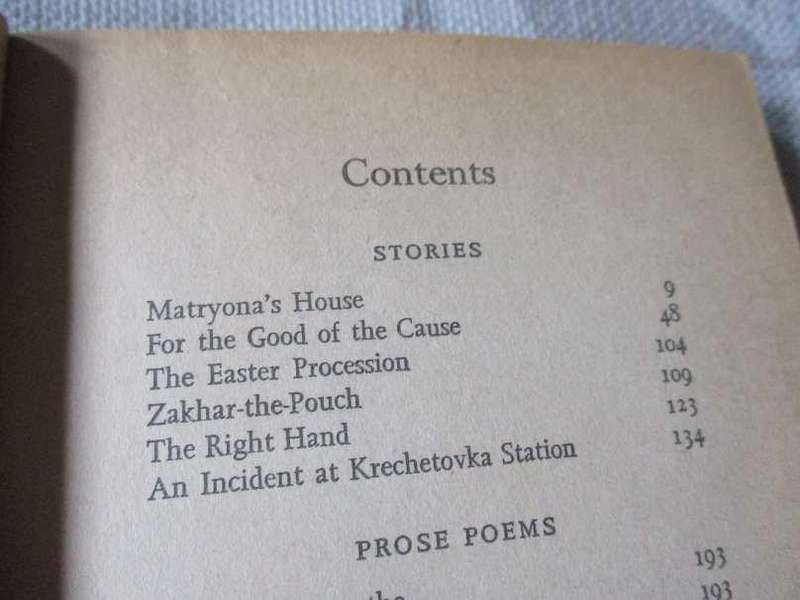 Contents
STORIES
Matryona's House 9
For the Good of the Cause 48
The Easter Procession 104
Zakhar-the-Pouch 109
The Right Hand 123
An Incident at Krechetovka Station 134
PROSE POEMS
193
the 193